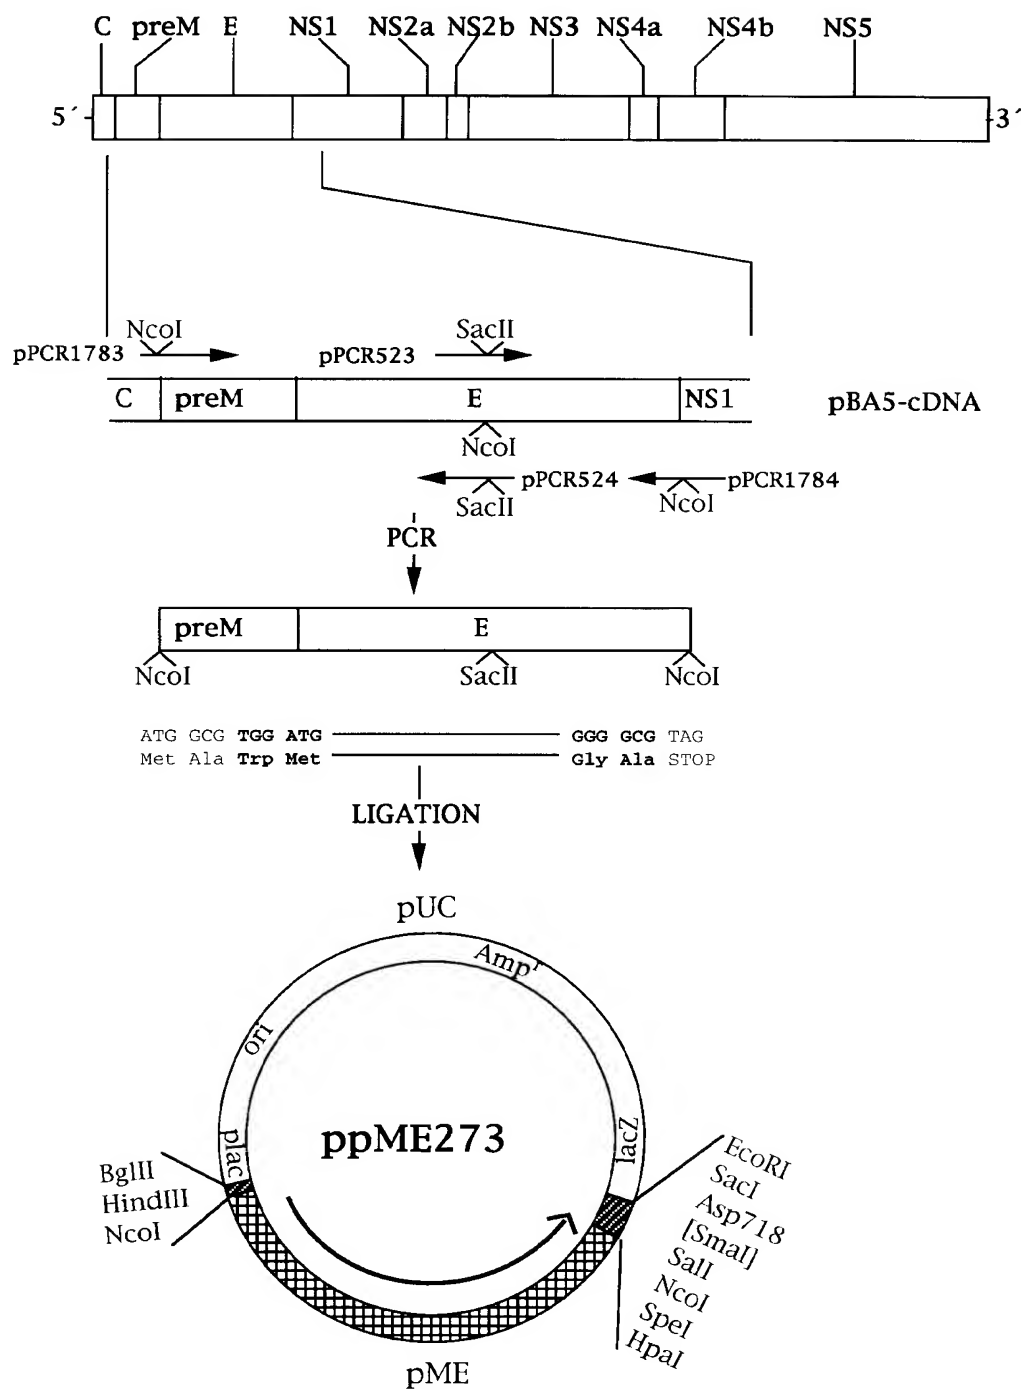 C preM E NS1 NS2a NS2b NS3 NS4a NS4b NS5
5´ 3´
NcoI SacII
pPCR1783 pPCR523
C preM E NS1 pBA5-cDNA
NcoI
pPCR524 pPCR1784
SacII NcoI
PCR
preM E
NcoI SacII NcoI
ATG GCG TGG ATG GGG GCG TAG
Met Ala Trp Met Gly Ala STOP
LIGATION
pUC
Ampr
ori
ppME273
plac
lacZ
BglII
HindIII
NcoI
EcoRI
SacI
Asp718
[SmaI]
SalI
NcoI
SpeI
HpaI
pME